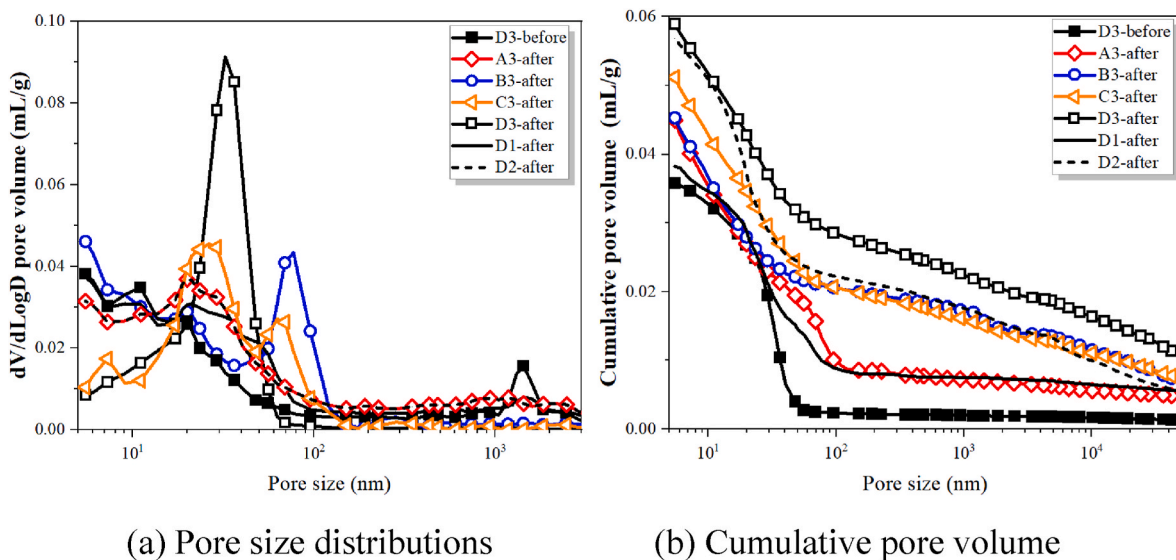 dV/dLogD pore volume (mL/g)
0.10
0.08
0.06
0.04
0.02
0.00
10¹
10²
10³
Pore size (nm)
D3-before
A3-after
B3-after
C3-after
D3-after
D1-after
D2-after
(a) Pore size distributions
Cumulative pore volume (mL/g)
0.06
0.04
0.02
0.00
10¹
10²
10³
10⁴
Pore size (nm)
D3-before
A3-after
B3-after
C3-after
D3-after
D1-after
D2-after
(b) Cumulative pore volume